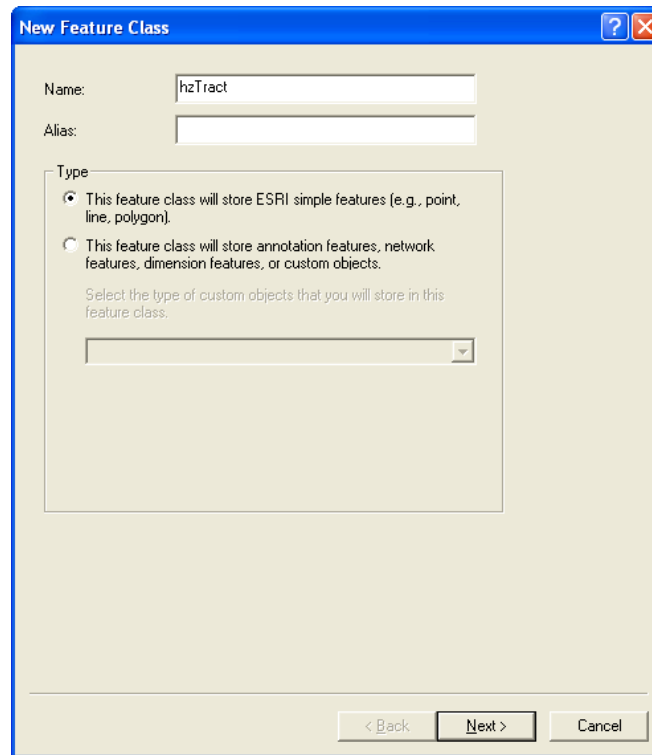 New Feature Class
Name:
hzTract
Alias:
Type
This feature class will store ESRI simple features (e.g., point,
line, polygon).
This feature class will store annotation features, network
features, dimension features, or custom objects.
Select the type of custom objects that you will store in this
feature class.
< Back
Next >
Cancel